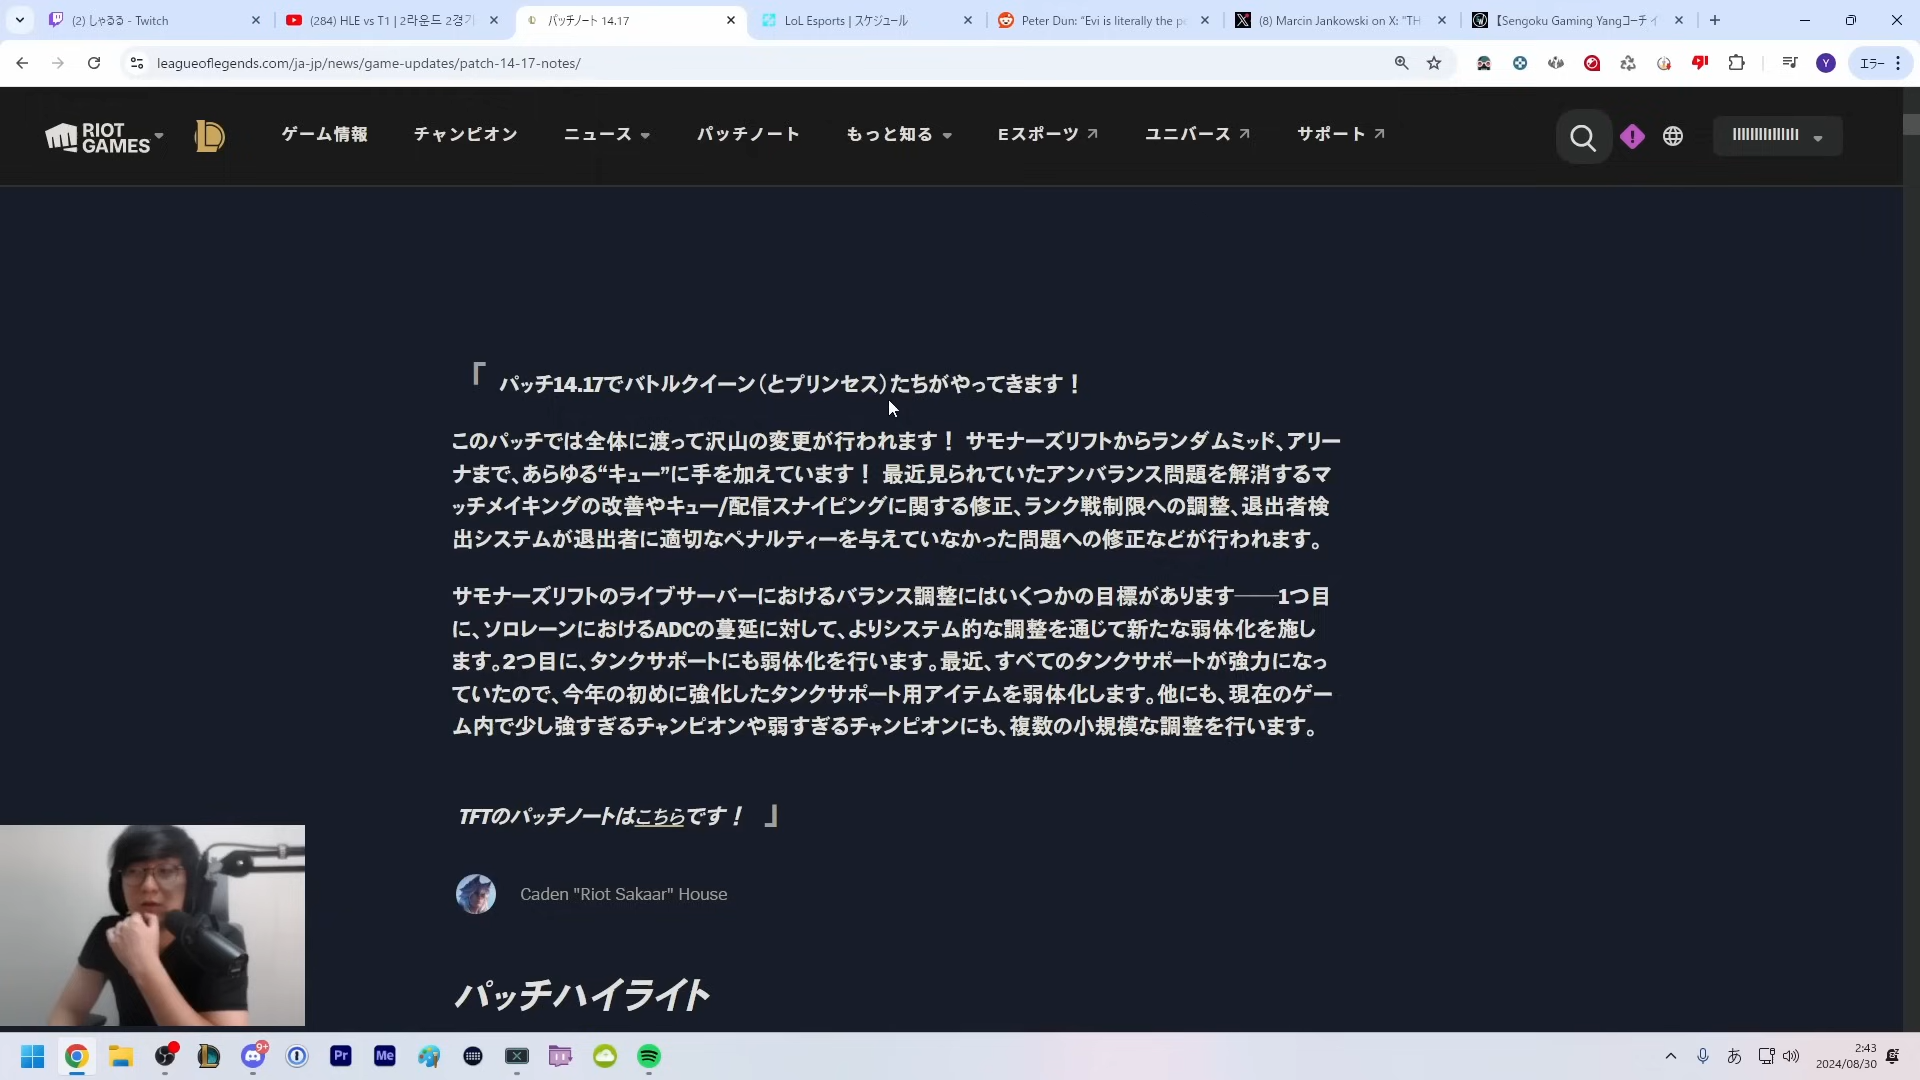 (2) しゃるる - Twitch
(284) HLE vs T1 | 2라운드 2경기
パッチノート 14.17
LoL Esports | スケジュール
Peter Dun: "Evi is literally the p
(8) Marcin Jankowski on X: "TH
【Sengoku Gaming Yangコーチ イ
leagueoflegends.com/ja-jp/news/game-updates/patch-14-17-notes/
エラー
RIOT
GAMES
ゲーム情報
チャンピオン
ニュース
パッチノート
もっと知る
Eスポーツ
ユニバース
サポート
IIIIIIIIIIIIIIII
「 パッチ14.17でバトルクイーン（とプリンセス）たちがやってきます！
このパッチでは全体に渡って沢山の変更が行われます！ サモナーズリフトからランダムミッド、アリー
ナまで、あらゆる“キュー”に手を加えています！ 最近見られていたアンバランス問題を解消するマ
ッチメイキングの改善やキュー/配信スナイピングに関する修正、ランク戦制限への調整、退出者検
出システムが退出者に適切なペナルティーを与えていなかった問題への修正などが行われます。
サモナーズリフトのライブサーバーにおけるバランス調整にはいくつかの目標があります──1つ目
に、ソロレーンにおけるADCの蔓延に対して、よりシステム的な調整を通じて新たな弱体化を施し
ます。2つ目に、タンクサポートにも弱体化を行います。最近、すべてのタンクサポートが強力になっ
ていたので、今年の初めに強化したタンクサポート用アイテムを弱体化します。他にも、現在のゲー
ム内で少し強すぎるチャンピオンや弱すぎるチャンピオンにも、複数の小規模な調整を行います。
TFTのパッチノートはこちらです！ 」
Caden "Riot Sakaar" House
パッチハイライト
9+
Pr
Me
あ
2:43
2024/08/30